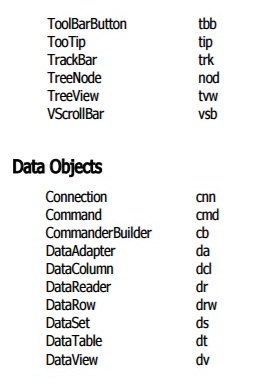 ToolBarButton tbb
TooTip tip
TrackBar trk
TreeNode nod
TreeView tvw
VScrollBar vsb
Data Objects
Connection cnn
Command cmd
CommanderBuilder cb
DataAdapter da
DataColumn dcl
DataReader dr
DataRow drw
DataSet ds
DataTable dt
DataView dv